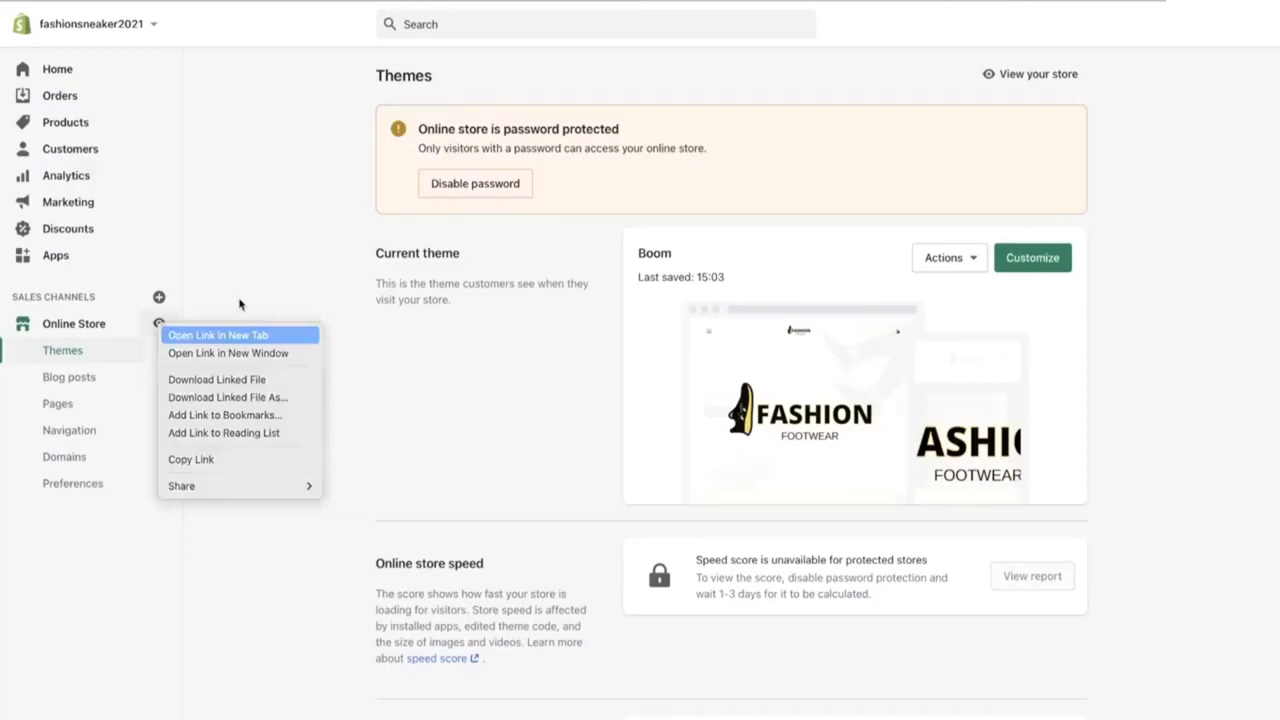 fashionsneaker2021
Search
Home
Orders
Products
Customers
Analytics
Marketing
Discounts
Apps
SALES CHANNELS
Online Store
Themes
Blog posts
Pages
Navigation
Domains
Preferences
Open Link in New Tab
Open Link in New Window
Download Linked File
Download Linked File As...
Add Link to Bookmarks...
Add Link to Reading List
Copy Link
Share
Themes
View your store
Online store is password protected
Only visitors with a password can access your online store.
Disable password
Current theme
This is the theme customers see when they
visit your store.
Boom
Last saved: 15:03
Actions
Customize
FASHION
FASHION
FOOTWEAR
ASHI
FOOTWEAR
Online store speed
The score shows how fast your store is
loading for visitors. Store speed is affected
by installed apps, edited theme code, and
the size of images and videos. Learn more
about speed score .
Speed score is unavailable for protected stores
To view the score, disable password protection and
wait 1-3 days for it to be calculated.
View report